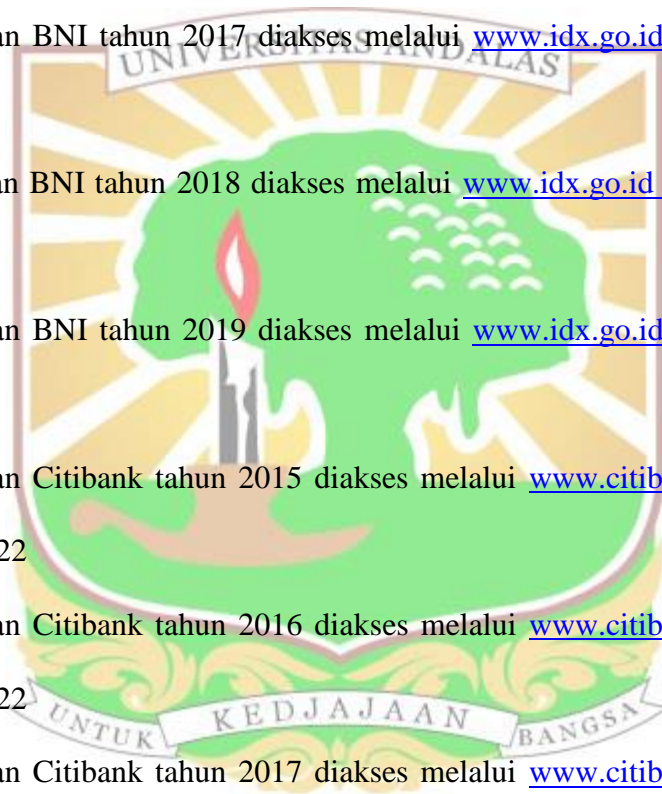 an BNI tahun 2017 diakses melalui www.idx.go.id
UNIVERSITAS ANDALAS
an BNI tahun 2018 diakses melalui www.idx.go.id
an BNI tahun 2019 diakses melalui www.idx.go.id
an Citibank tahun 2015 diakses melalui www.citib
22
an Citibank tahun 2016 diakses melalui www.citib
22
UNTUK KEDJAJAAN BANGSA
an Citibank tahun 2017 diakses melalui www.citib